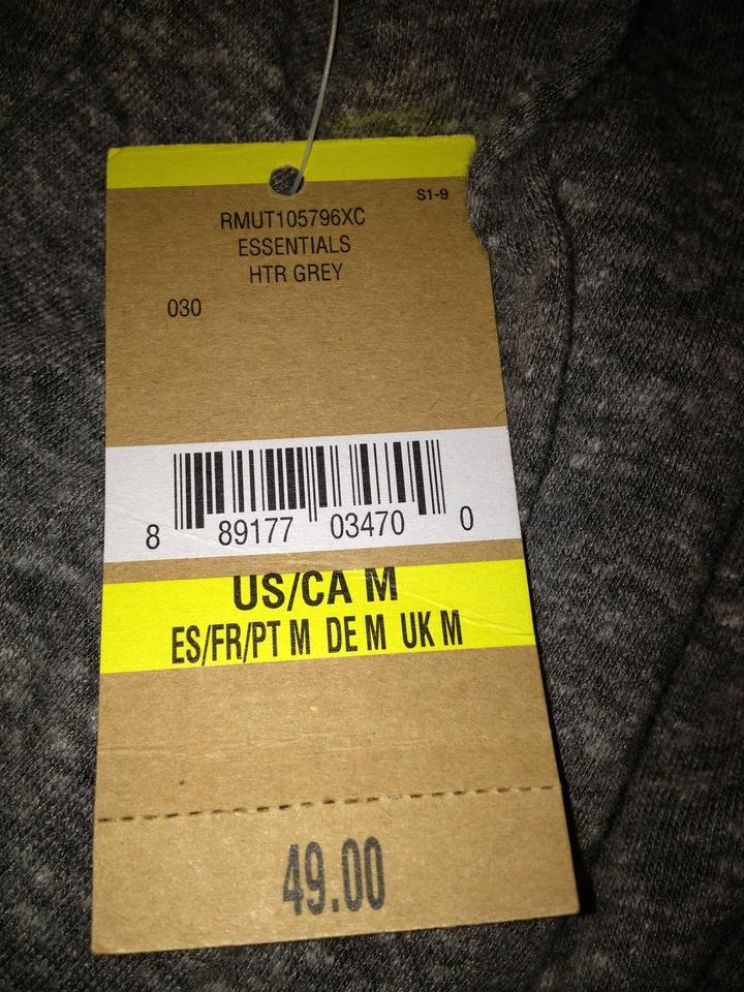 S1-9
RMUT105796XC
ESSENTIALS
HTR GREY
030
8 89177 03470 0
US/CA M
ES/FR/PT M DE M UK M
49.00